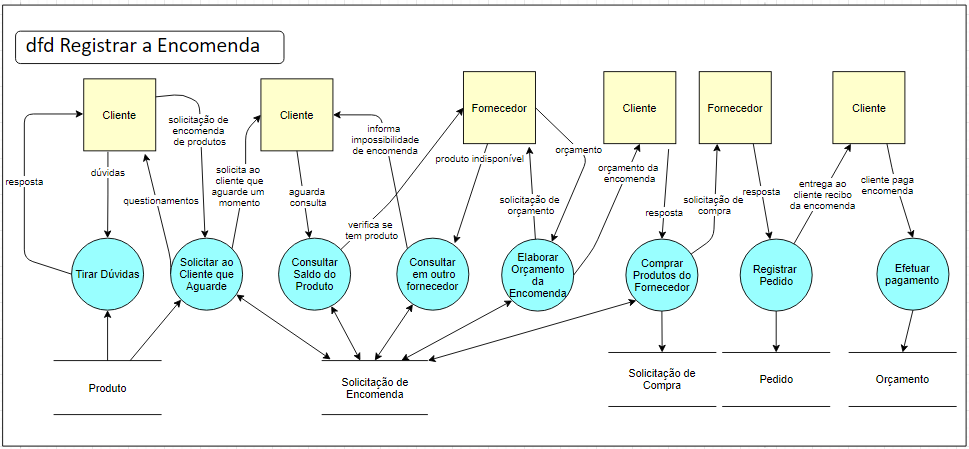 dfd Registrar a Encomenda
Cliente
Cliente
Fornecedor
Cliente
Fornecedor
Cliente
solicitação de
encomenda
de produtos
informa
impossibilidade
de encomenda
produto indisponível
orçamento
orçamento da
encomenda
resposta
dúvidas
questionamentos
solicita ao
cliente que
aguarde um
momento
aguarda
consulta
verifica se
tem produto
solicitação de
orçamento
resposta
solicitação de
compra
resposta
entrega ao
cliente recibo
da encomenda
cliente paga
encomenda
Tirar Dúvidas
Solicitar ao
Cliente que
Aguarde
Consultar
Saldo do
Produto
Consultar
em outro
fornecedor
Elaborar
Orçamento
da
Encomenda
Comprar
Produtos do
Fornecedor
Registrar
Pedido
Efetuar
pagamento
Produto
Solicitação de
Encomenda
Solicitação de
Compra
Pedido
Orçamento